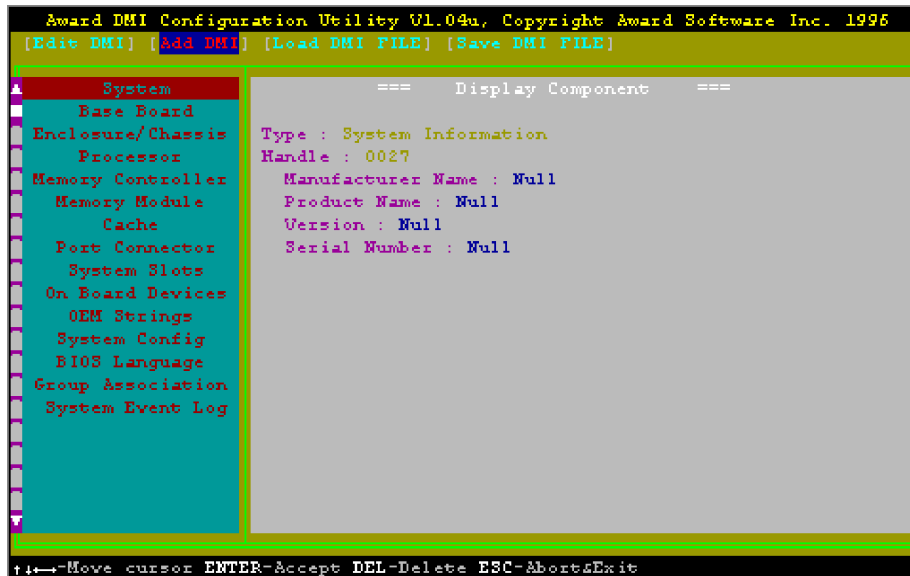 Award DMI Configuration Utility V1.04u, Copyright Award Software Inc. 1996
[Edit DMI] [Add DMI] [Load DMI FILE] [Save DMI FILE]
System
Base Board
Enclosure/Chassis
Processor
Memory Controller
Memory Module
Cache
Port Connector
System Slots
On Board Devices
OEM Strings
System Config
BIOS Language
Group Association
System Event Log
=== Display Component ===
Type : System Information
Handle : 0027
Manufacturer Name : Null
Product Name : Null
Version : Null
Serial Number : Null
↑↓←→-Move cursor ENTER-Accept DEL-Delete ESC-Abort&Exit